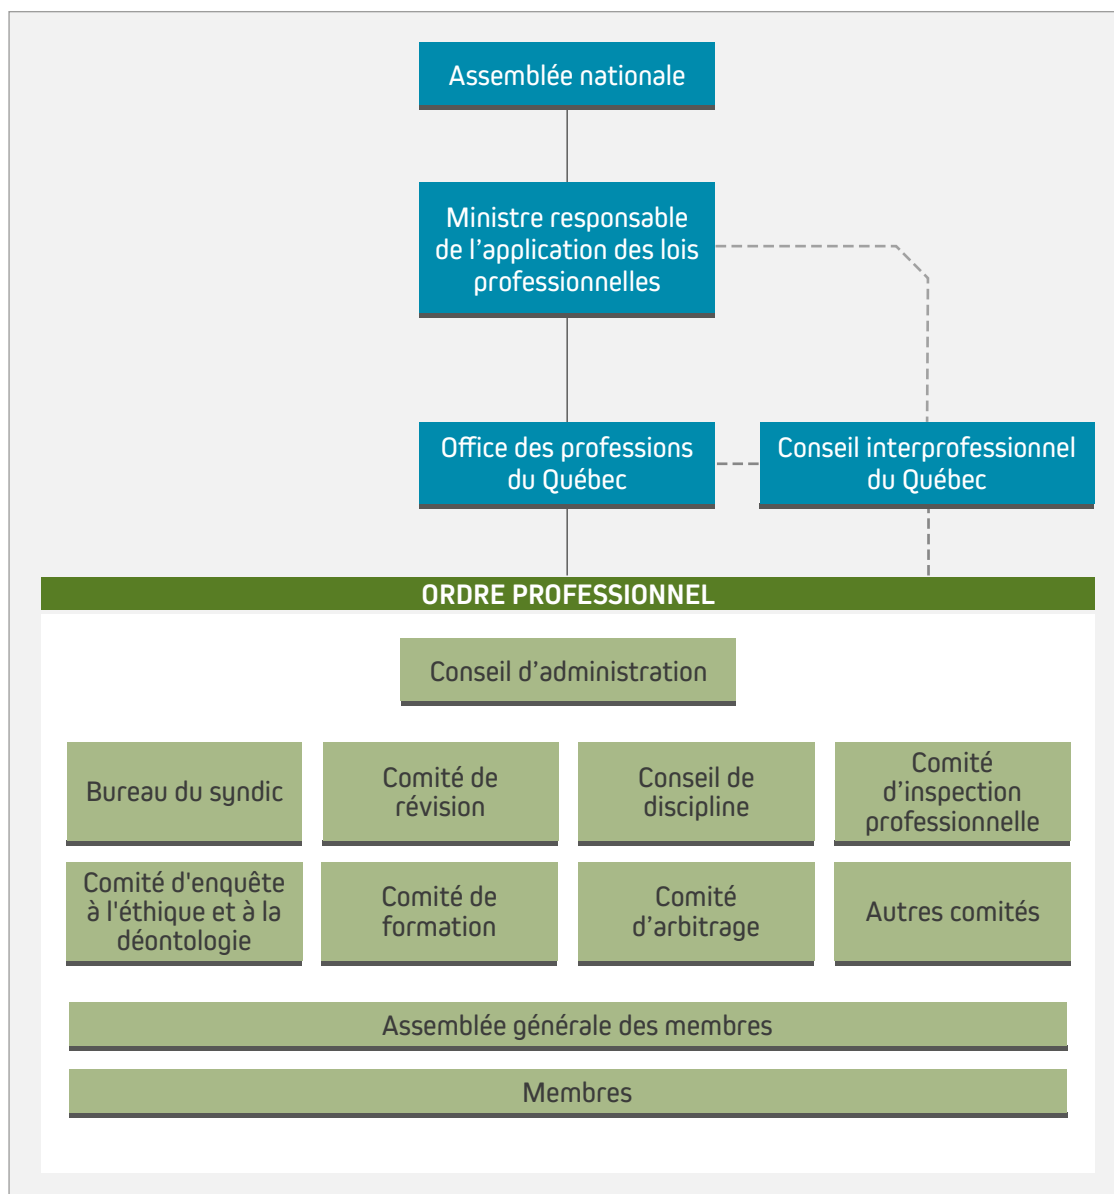 Assemblée nationale
Ministre responsable
de l’application des lois
professionnelles
Office des professions
du Québec
Conseil interprofessionnel
du Québec
ORDRE PROFESSIONNEL
Conseil d’administration
Bureau du syndic
Comité de
révision
Conseil de
discipline
Comité
d’inspection
professionnelle
Comité d'enquête
à l'éthique et à la
déontologie
Comité de
formation
Comité
d’arbitrage
Autres comités
Assemblée générale des membres
Membres